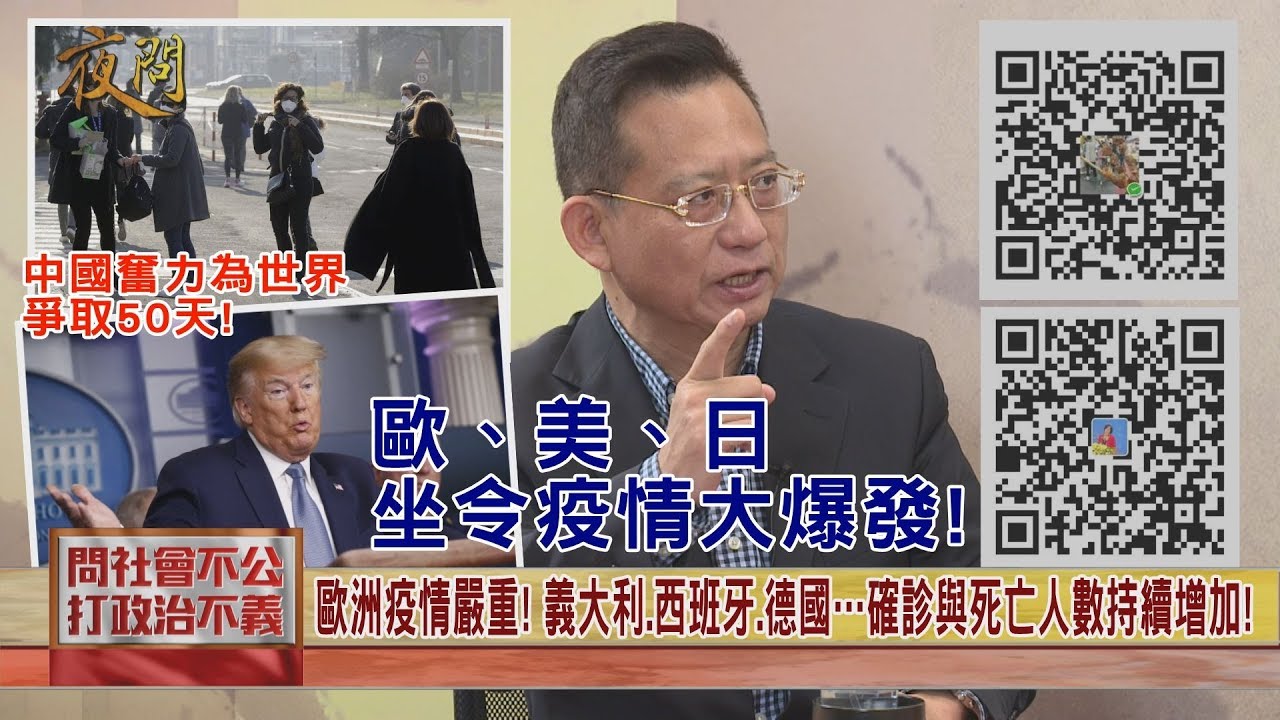 夜問
中國奮力為世界
爭取50天!
歐、美、日
坐令疫情大爆發!
問社會不公
打政治不義
歐洲疫情嚴重! 義大利.西班牙.德國…確診與死亡人數持續增加!